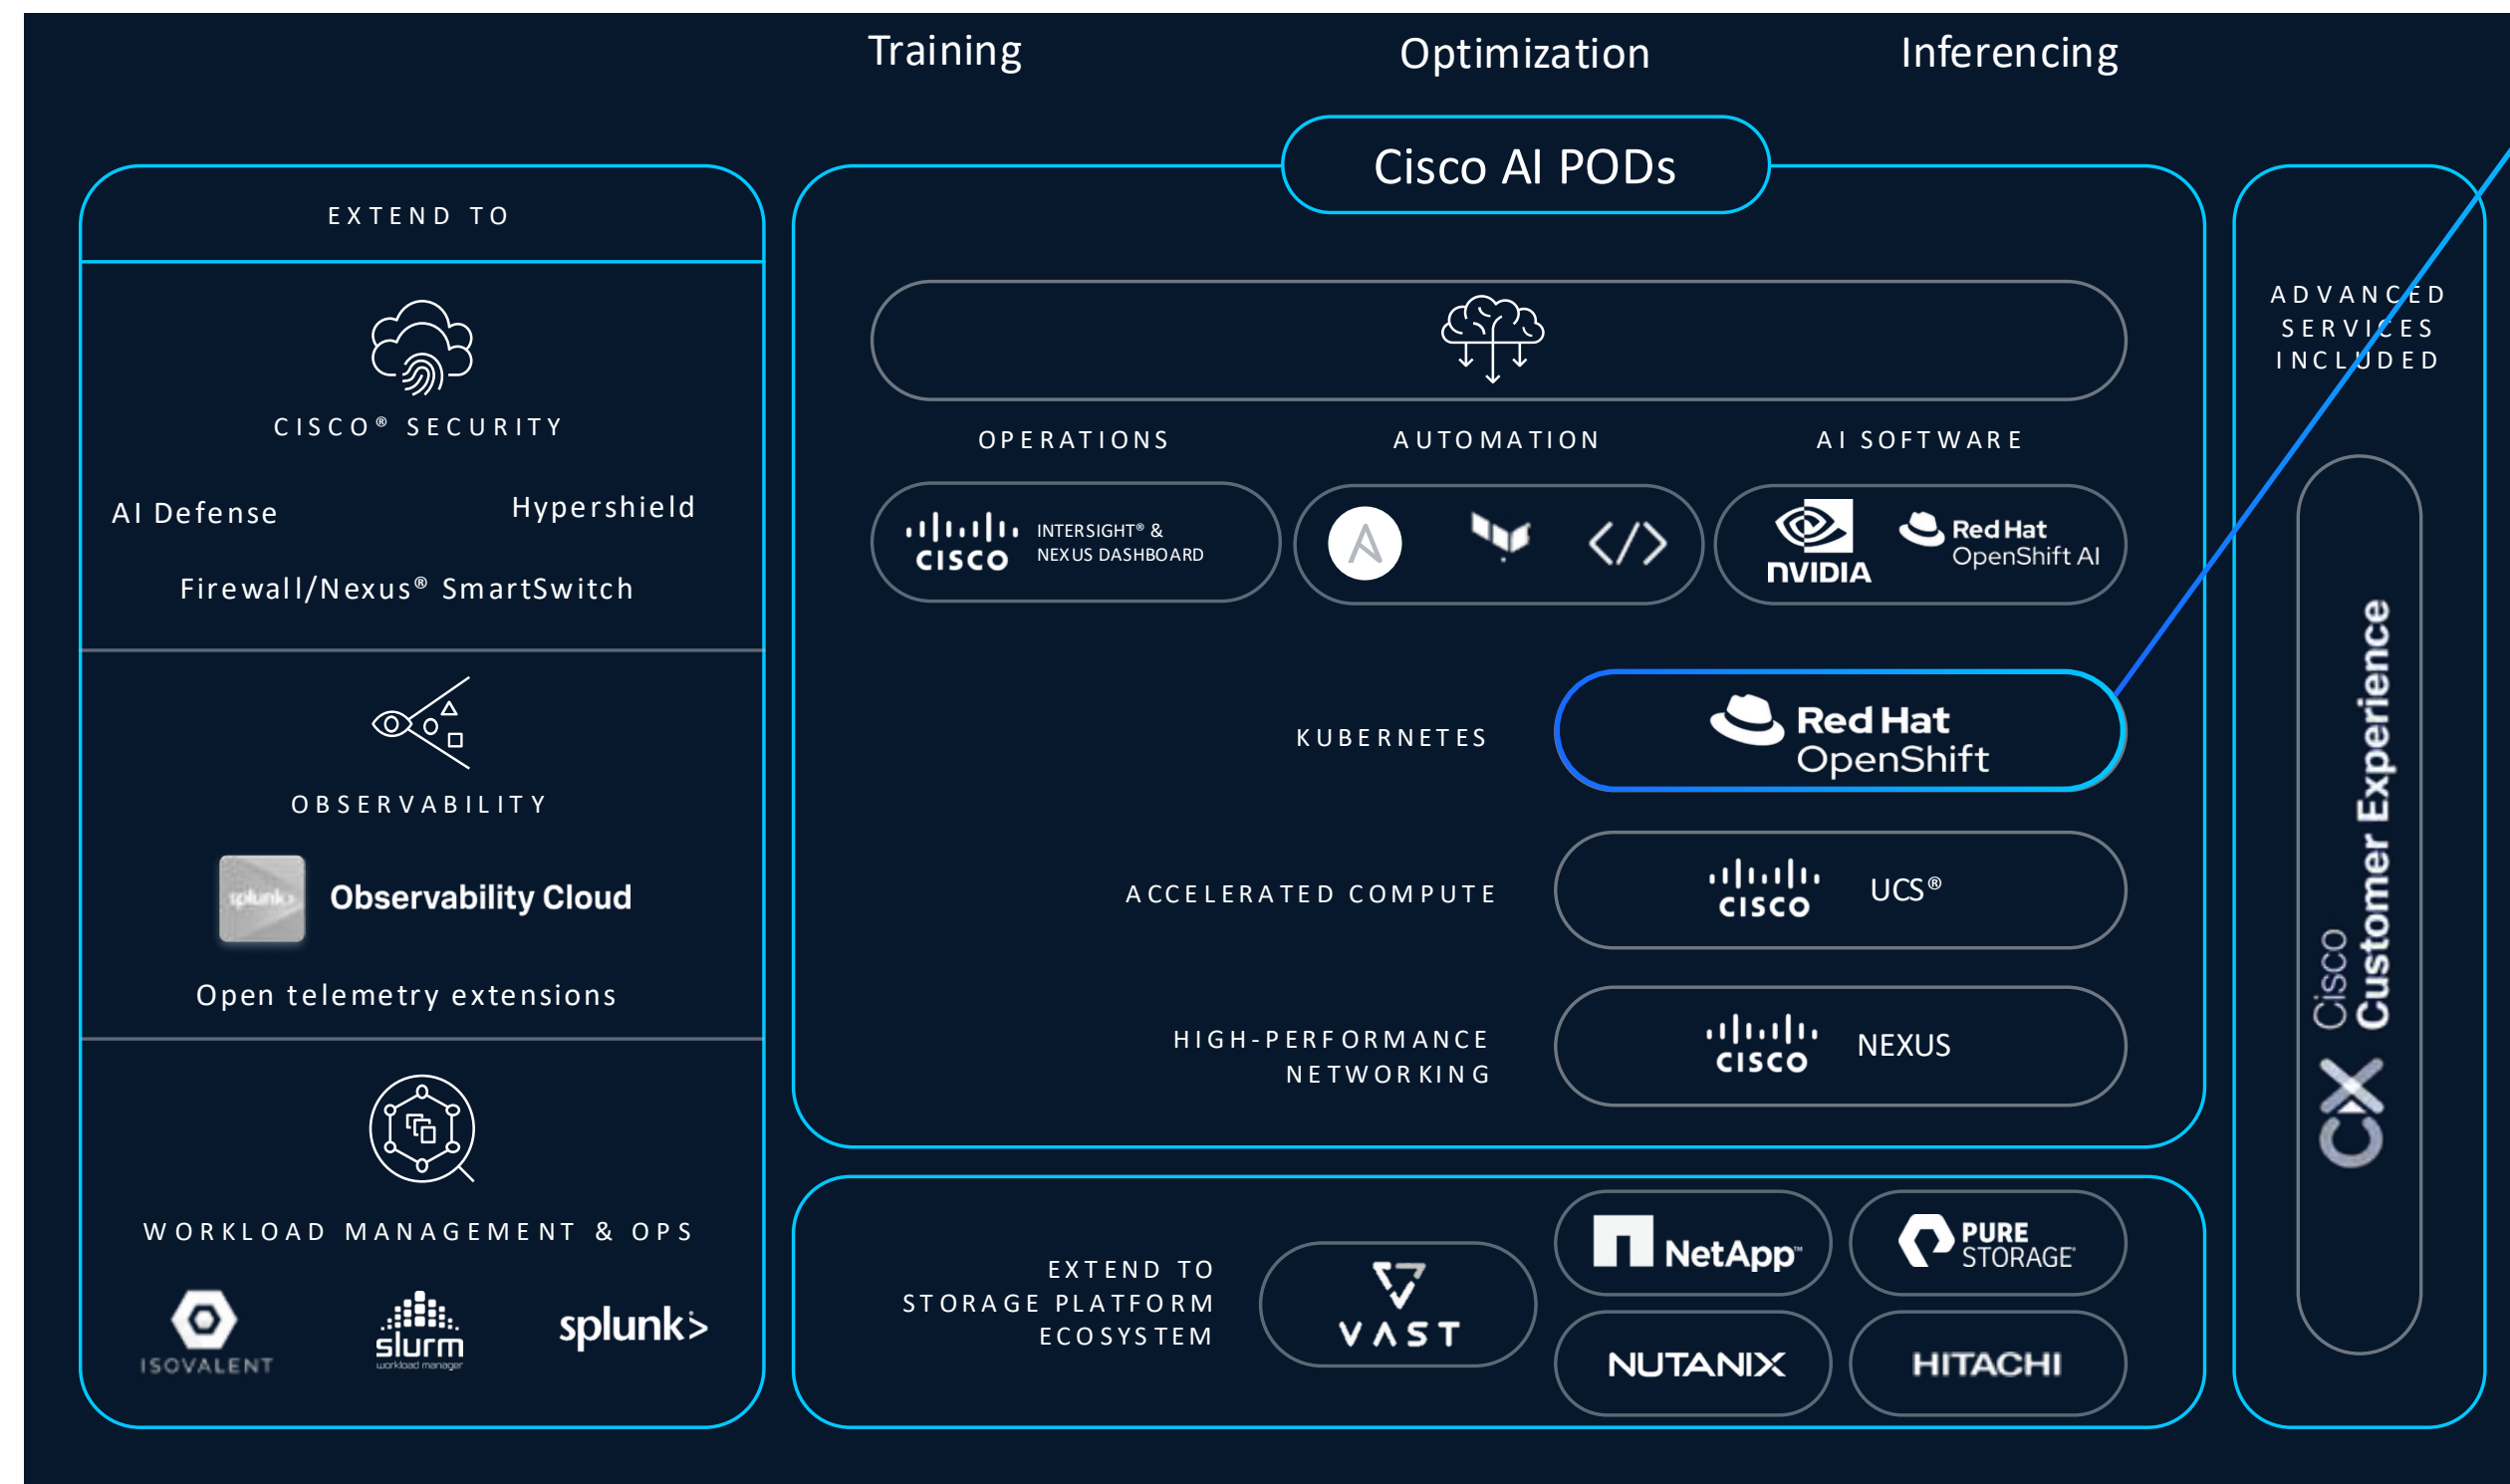 Training
Optimization
Inferencing
Cisco AI PODs
EXTEND TO
CISCO® SECURITY
AI Defense
Hypershield
Firewall/Nexus® SmartSwitch
OBSERVABILITY
splunk>
Observability Cloud
Open telemetry extensions
WORKLOAD MANAGEMENT & OPS
ISOVALENT
slurm
workload manager
splunk>
OPERATIONS
CISCO
INTERSIGHT® &
NEXUS DASHBOARD
AUTOMATION
A
</>
AI SOFTWARE
NVIDIA
Red Hat
OpenShift AI
KUBERNETES
Red Hat
OpenShift
ACCELERATED COMPUTE
CISCO
UCS®
HIGH-PERFORMANCE
NETWORKING
CISCO
NEXUS
EXTEND TO
STORAGE PLATFORM
ECOSYSTEM
VAST
NetApp™
PURE
STORAGE®
NUTANIX
HITACHI
ADVANCED
SERVICES
INCLUDED
CX
Cisco
Customer Experience